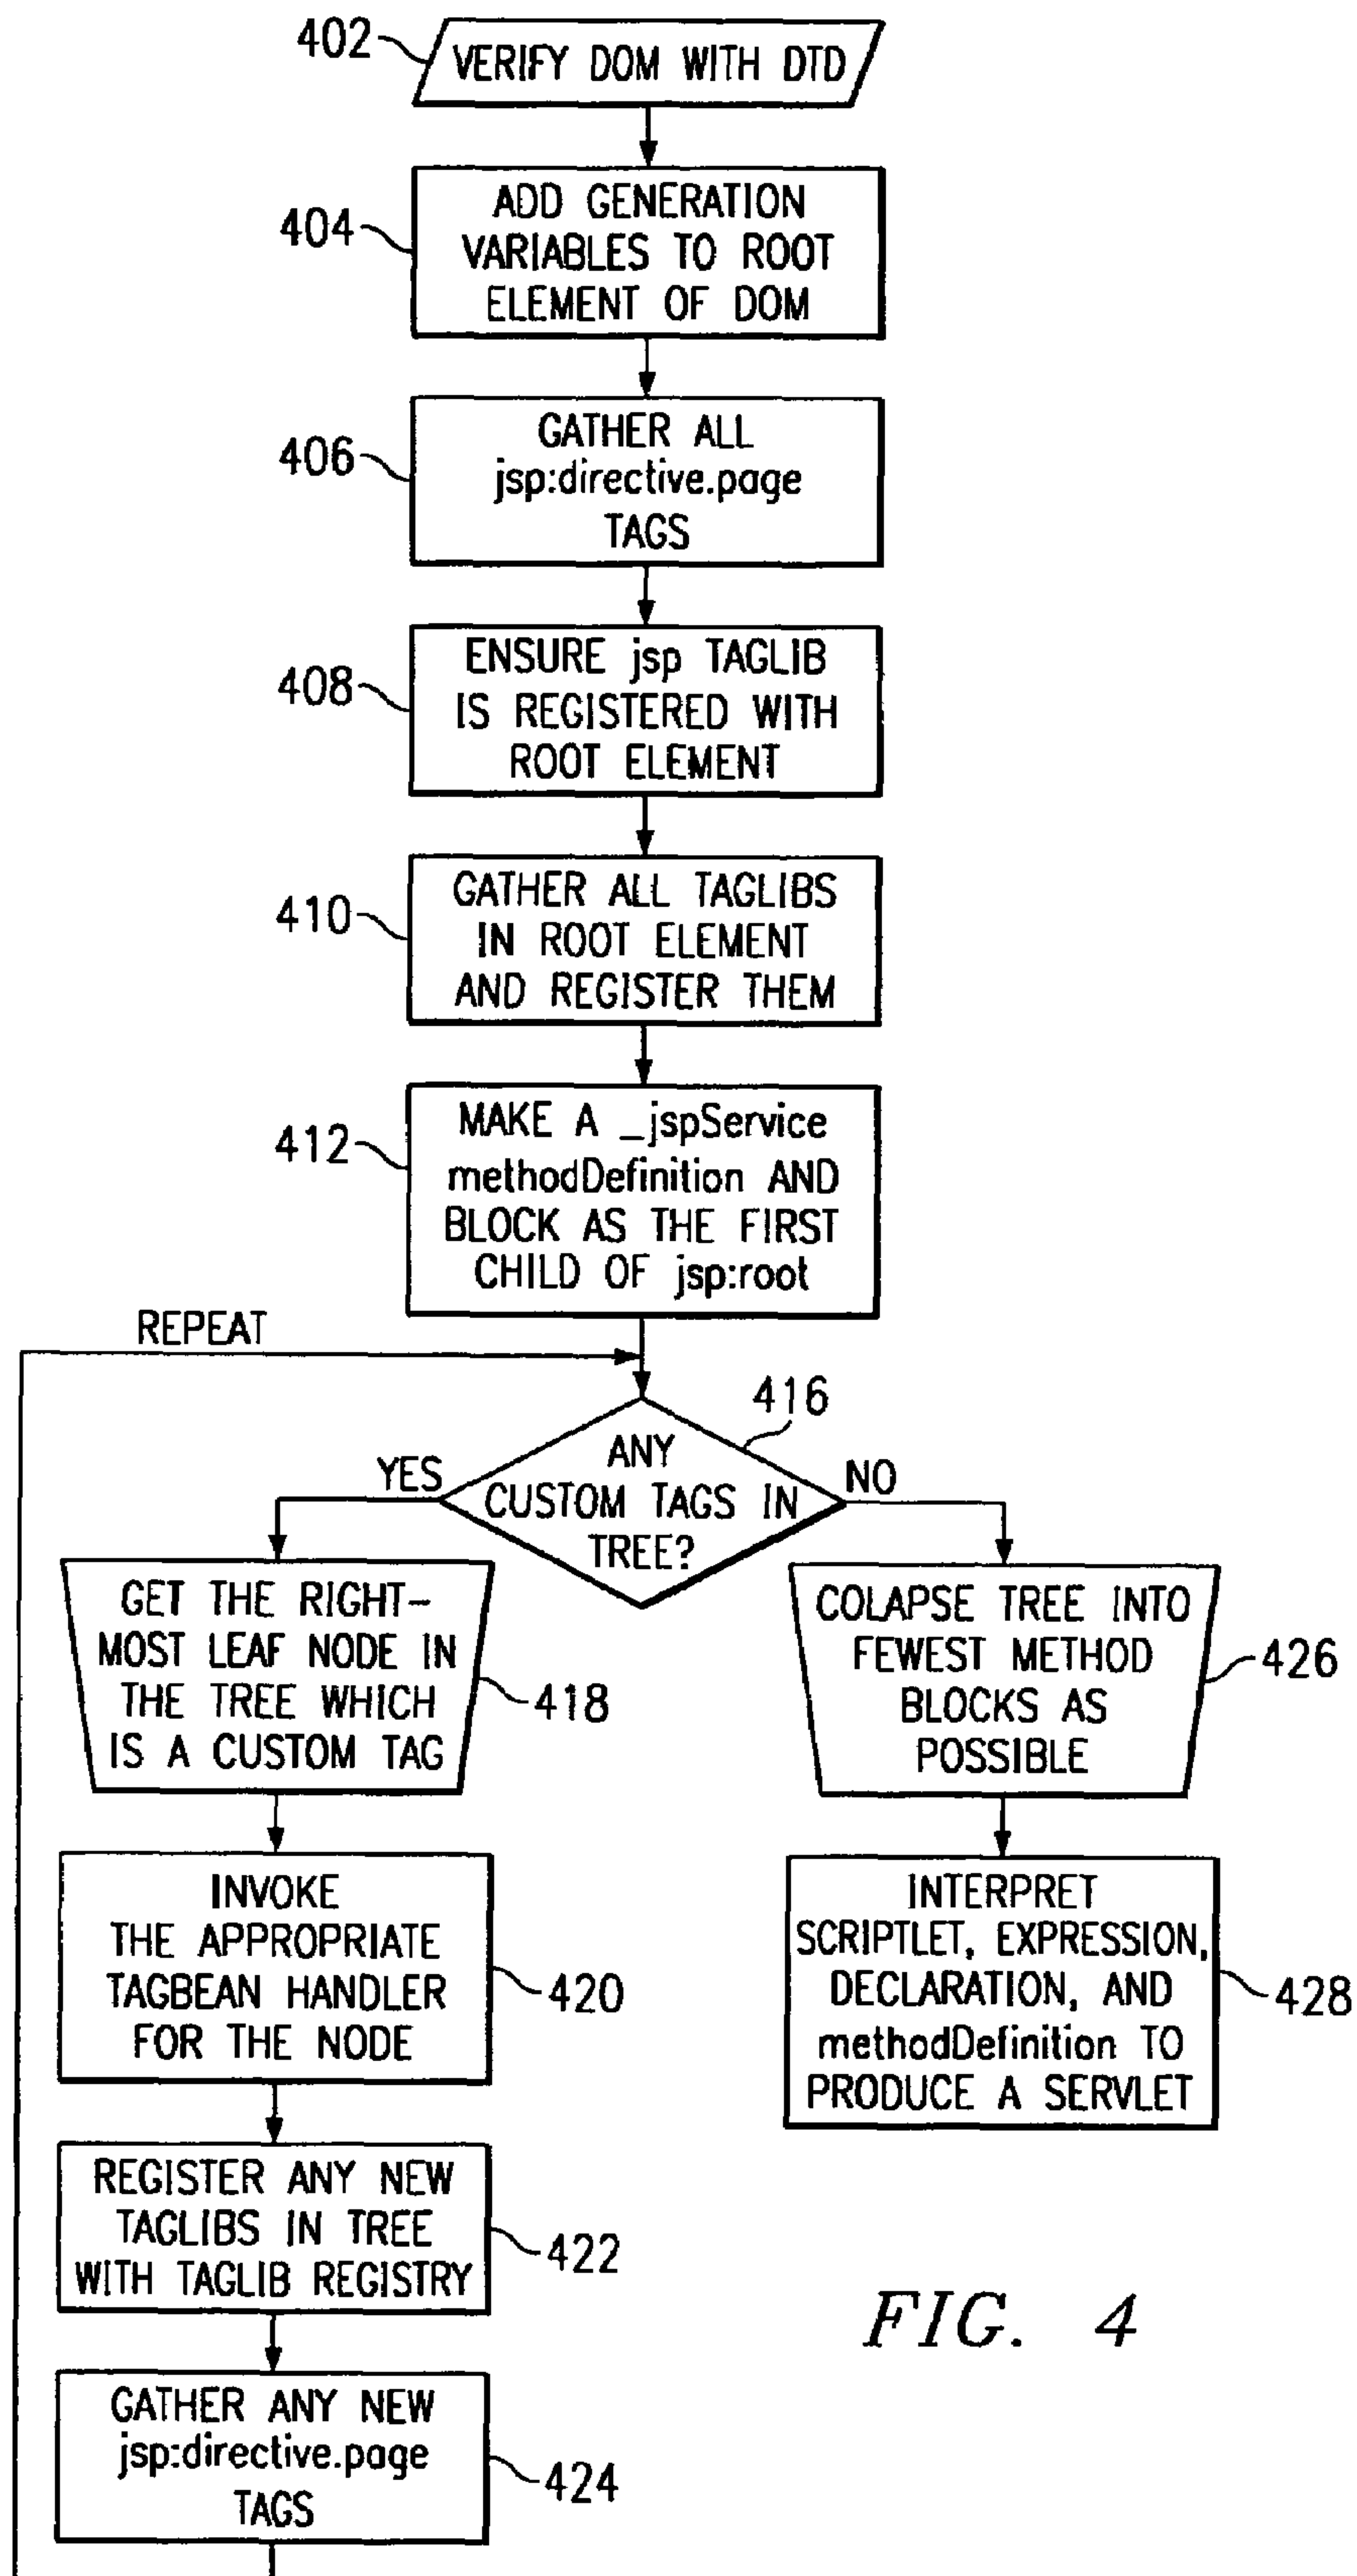 402
VERIFY DOM WITH DTD
404
ADD GENERATION
VARIABLES TO ROOT
ELEMENT OF DOM
406
GATHER ALL
jsp:directive.page
TAGS
408
ENSURE jsp TAGLIB
IS REGISTERED WITH
ROOT ELEMENT
410
GATHER ALL TAGLIBS
IN ROOT ELEMENT
AND REGISTER THEM
412
MAKE A _jspService
methodDefinition AND
BLOCK AS THE FIRST
CHILD OF jsp:root
REPEAT
416
ANY
CUSTOM TAGS IN
TREE?
YES
NO
GET THE RIGHT-
MOST LEAF NODE IN
THE TREE WHICH
IS A CUSTOM TAG
418
COLAPSE TREE INTO
FEWEST METHOD
BLOCKS AS
POSSIBLE
426
INVOKE
THE APPROPRIATE
TAGBEAN HANDLER
FOR THE NODE
420
INTERPRET
SCRIPTLET, EXPRESSION,
DECLARATION, AND
methodDefinition TO
PRODUCE A SERVLET
428
REGISTER ANY NEW
TAGLIBS IN TREE
WITH TAGLIB REGISTRY
422
GATHER ANY NEW
jsp:directive.page
TAGS
424
FIG. 4